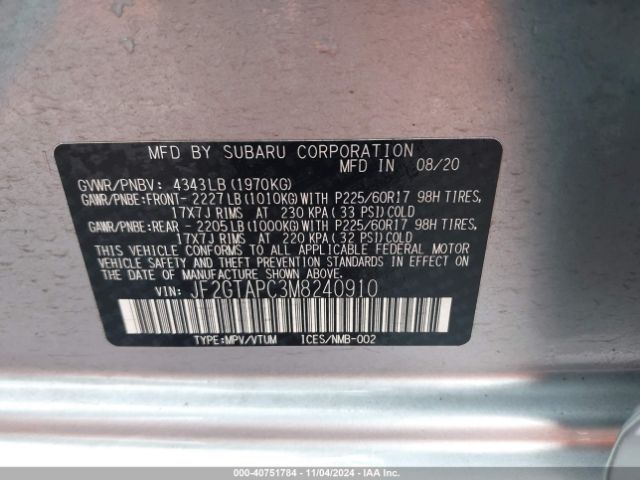 MFD BY SUBARU CORPORATION
MFD IN 08/20
GVWR/PNBV: 4343LB (1970KG)
GAWR/PNBE:FRONT- 2227LB(1010KG)WITH P225/60R17 98H TIRES,
17X7J RIMS AT 230 KPA(33 PSI)COLD
GAWR/PNBE:REAR - 2205LB(1000KG)WITH P225/60R17 98H TIRES,
17X7J RIMS AT 220 KPA(32 PSI)COLD
THIS VEHICLE CONFORMS TO ALL APPLICABLE FEDERAL MOTOR
VEHICLE SAFETY AND THEFT PREVENTION STANDARDS IN
EFFECT ON THE DATE OF MANUFACTURE SHOWN ABOVE.
VIN: JF2GTAPC3M8240910
TYPE:MPV/VTUM ICES/NMB-002
000-40751784 - 11/04/2024 - IAAI.COM